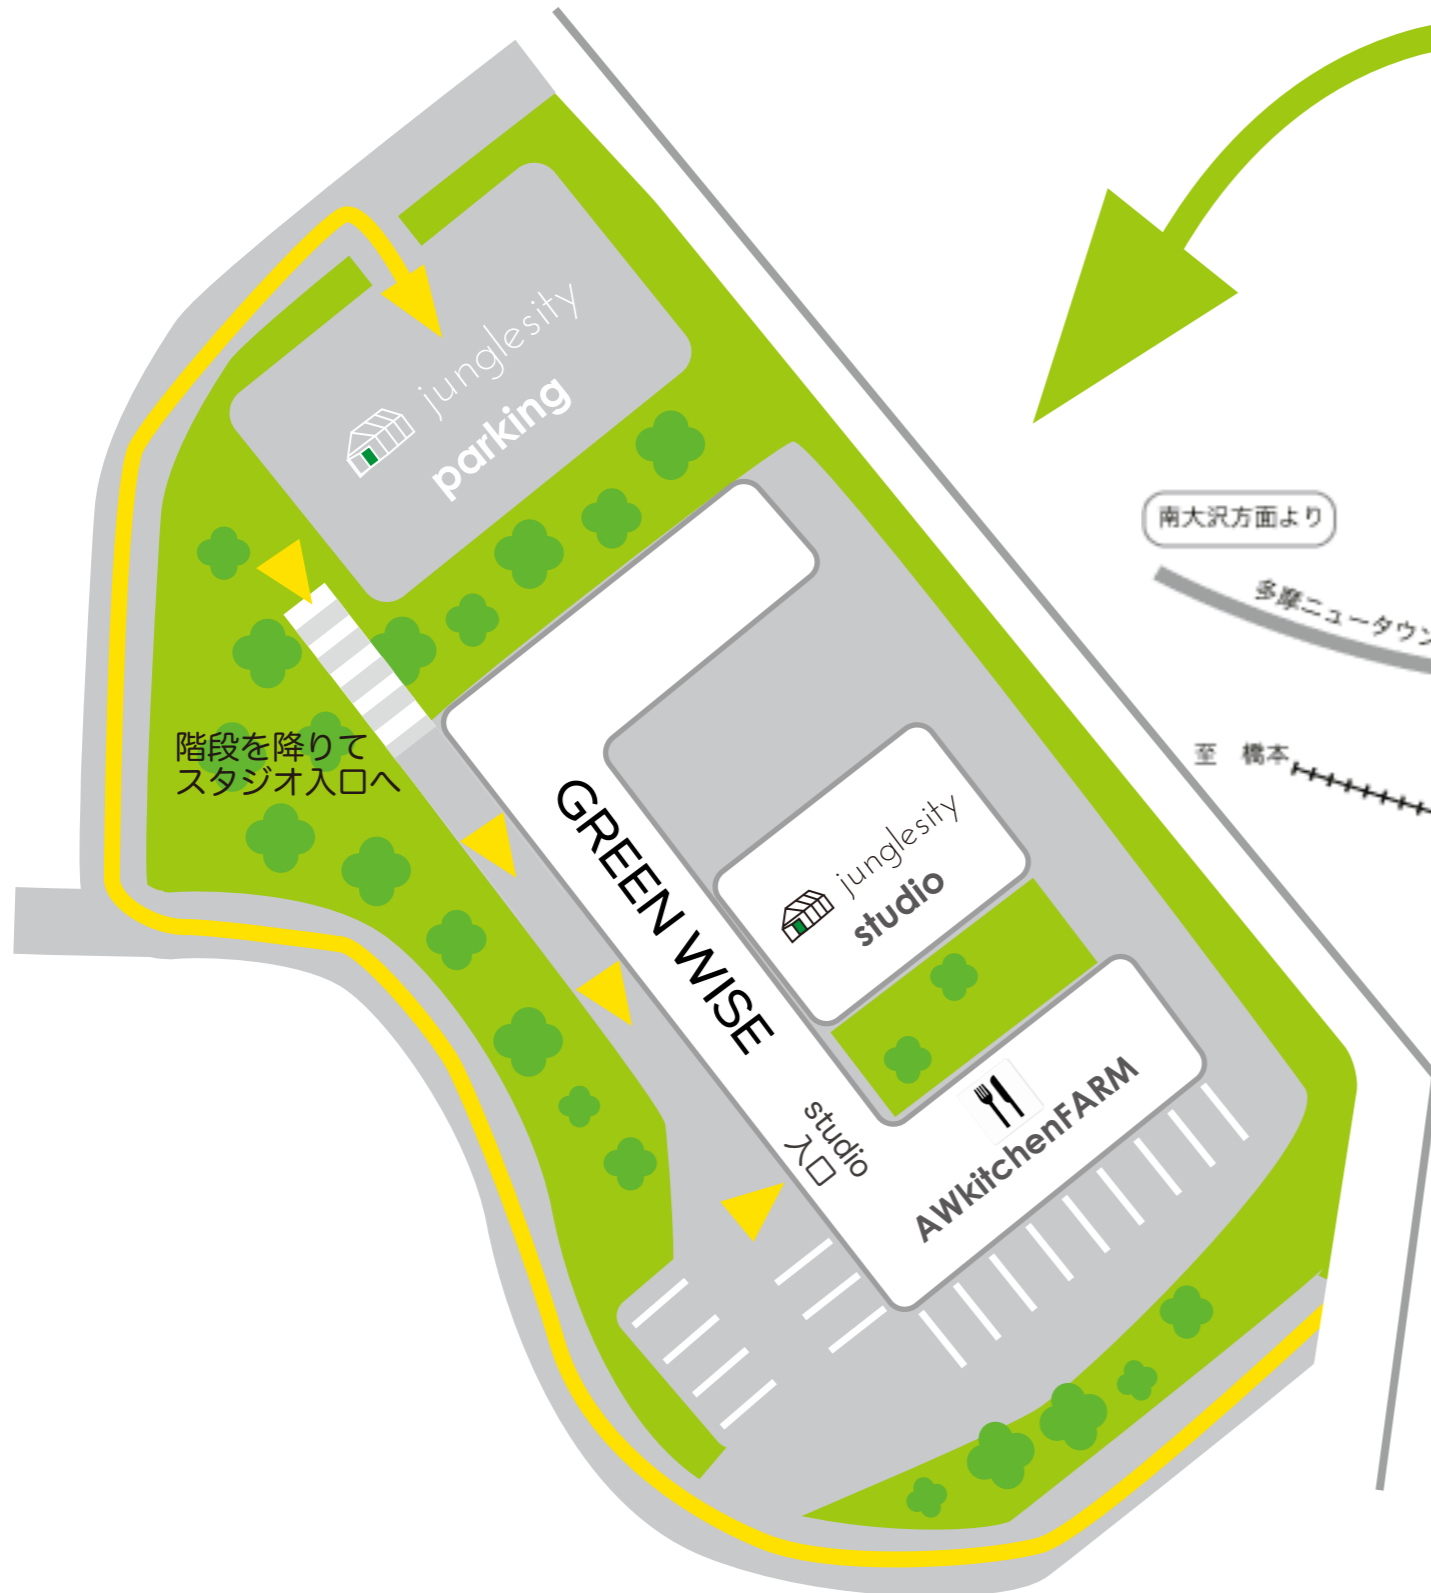 junglesity
parking
南大沢方面より
多摩ニュータウン
至 橋本
階段を降りて
スタジオ入口へ
GREEN WISE
junglesity
studio
studio
入口
AWkitchenFARM